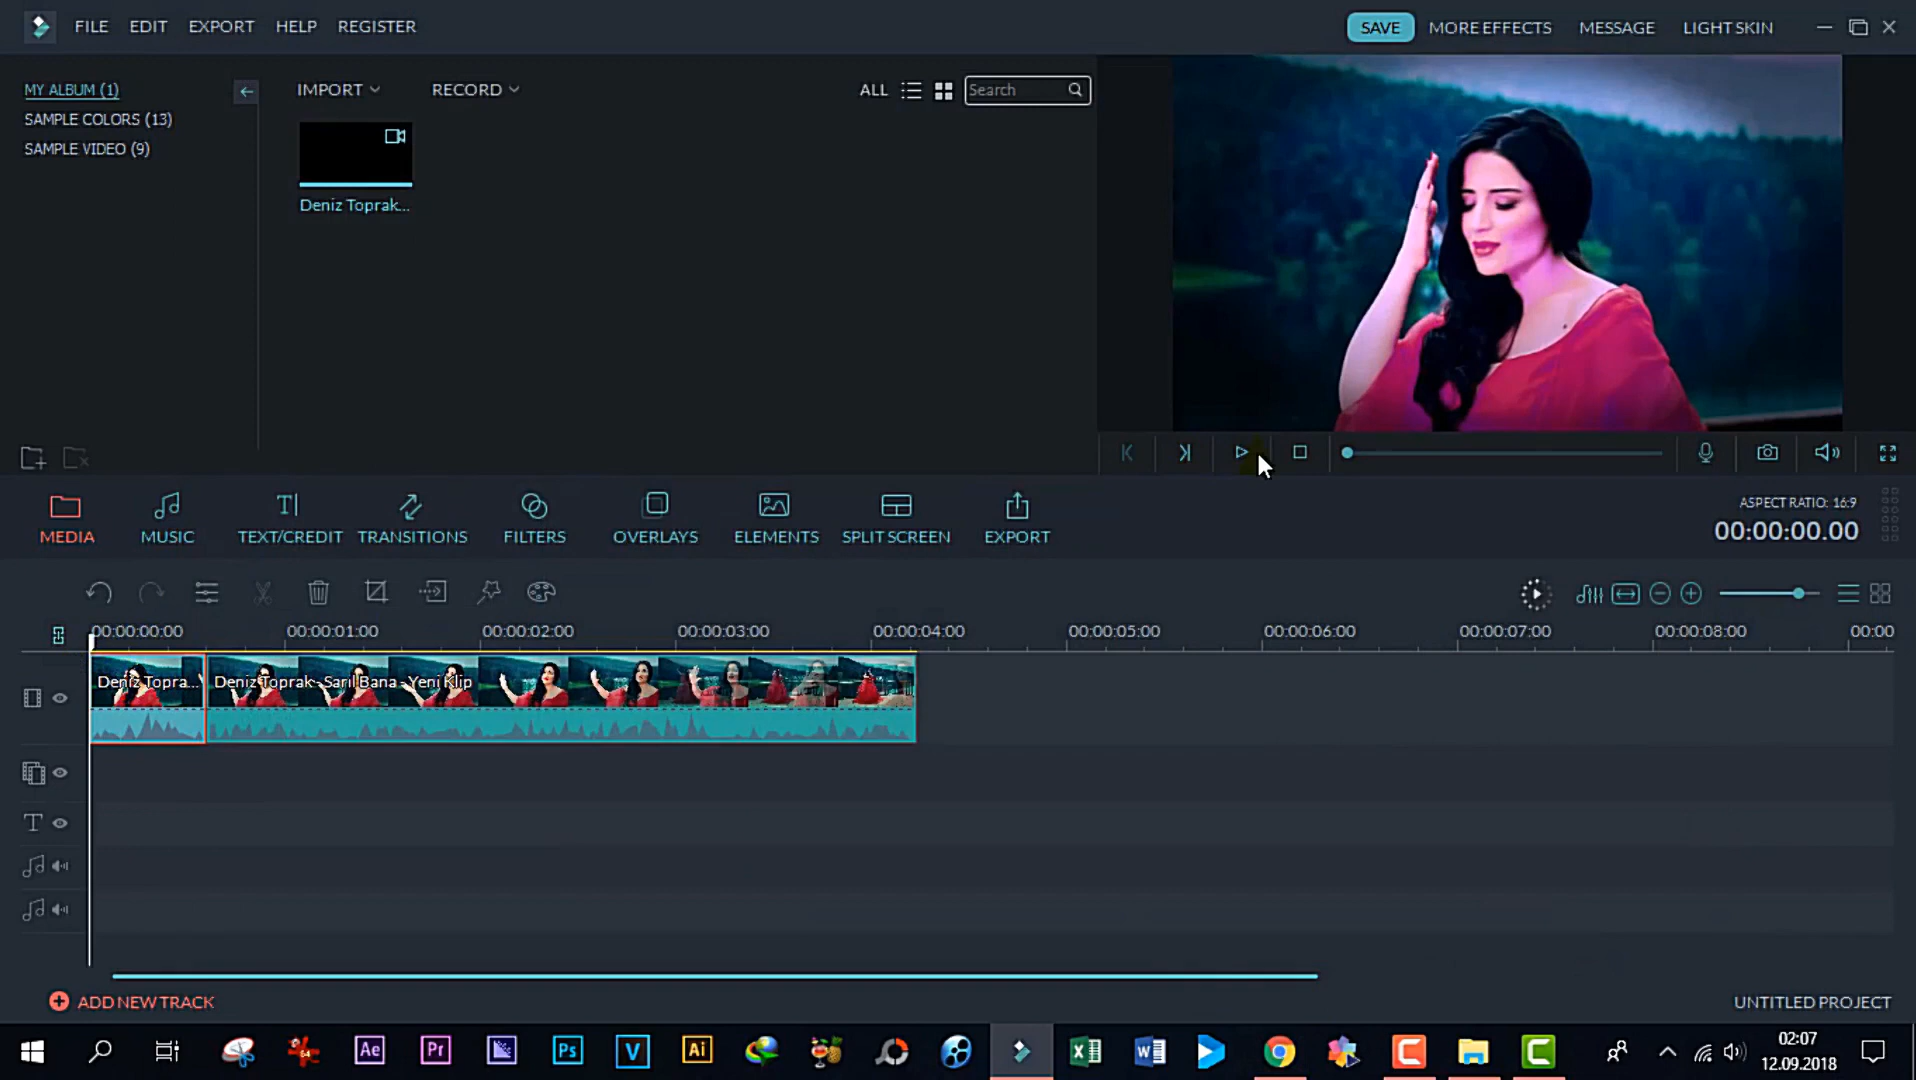 FILE EDIT EXPORT HELP REGISTER SAVE MORE EFFECTS MESSAGE LIGHT SKIN
MY ALBUM (1) IMPORT RECORD ALL Search
SAMPLE COLORS (13)
SAMPLE VIDEO (9)
Deniz Toprak...
MEDIA MUSIC TEXT/CREDIT TRANSITIONS FILTERS OVERLAYS ELEMENTS SPLIT SCREEN EXPORT
ASPECT RATIO: 16:9
00:00:00.00
00:00:00:00 00:00:01:00 00:00:02:00 00:00:03:00 00:00:04:00 00:00:05:00 00:00:06:00 00:00:07:00 00:00:08:00 00:00
Deniz Topra... Deniz Toprak - Sarıl Bana - Yeni Klip
ADD NEW TRACK UNTITLED PROJECT
Ae Pr Ps V Ai
02:07
12.09.2018